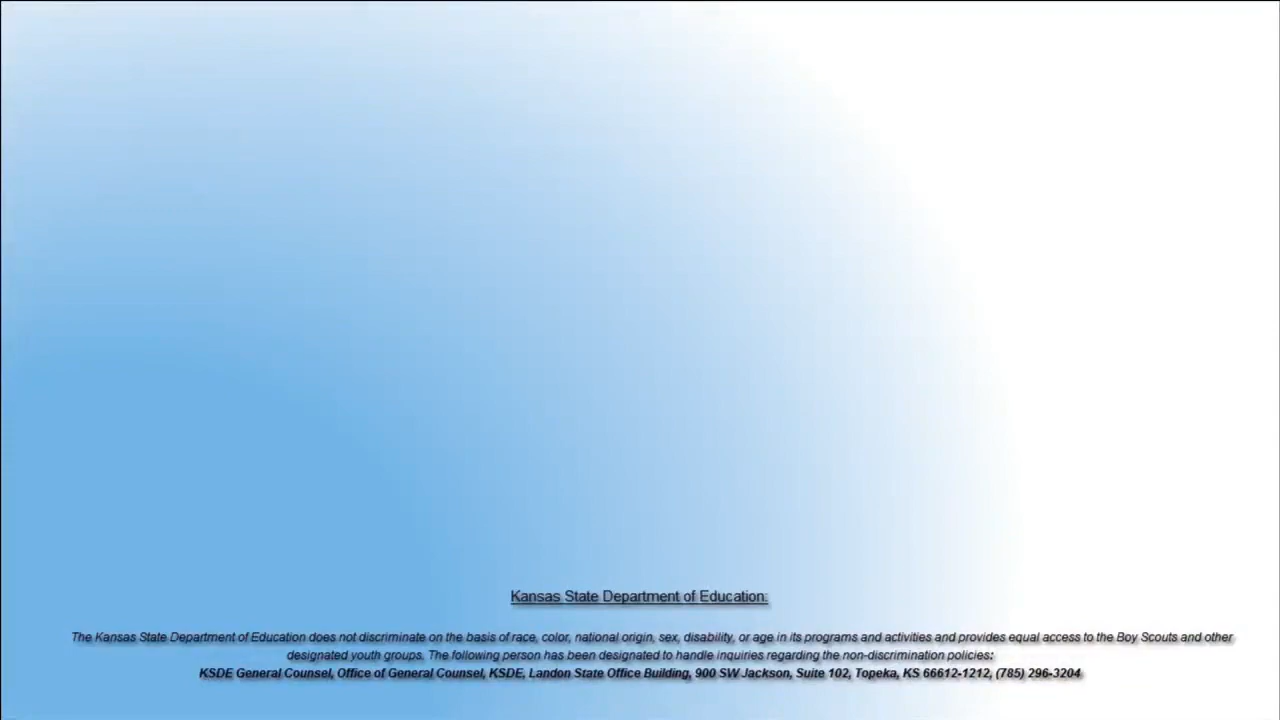 Kansas State Department of Education:
The Kansas State Department of Education does not discriminate on the basis of race, color, national origin, sex, disability, or age in its programs and activities and provides equal access to the Boy Scouts and other
designated youth groups. The following person has been designated to handle inquiries regarding the non-discrimination policies:
KSDE General Counsel, Office of General Counsel, KSDE, Landon State Office Building, 900 SW Jackson, Suite 102, Topeka, KS 66612-1212, (785) 296-3204